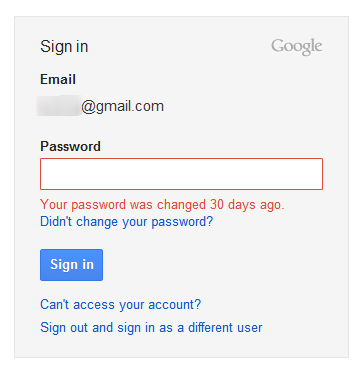 Sign in
Google
Email
@gmail.com
Password
Your password was changed 30 days ago.
Didn't change your password?
Sign in
Can't access your account?
Sign out and sign in as a different user